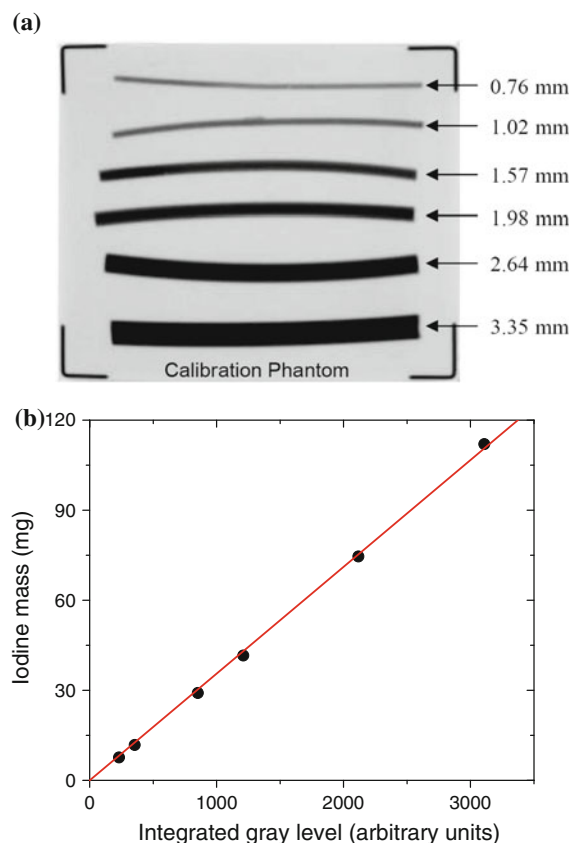 (a)
0.76 mm
1.02 mm
1.57 mm
1.98 mm
2.64 mm
3.35 mm
Calibration Phantom
(b)
120
90
60
30
0
Iodine mass (mg)
0 1000 2000 3000
Integrated gray level (arbitrary units)